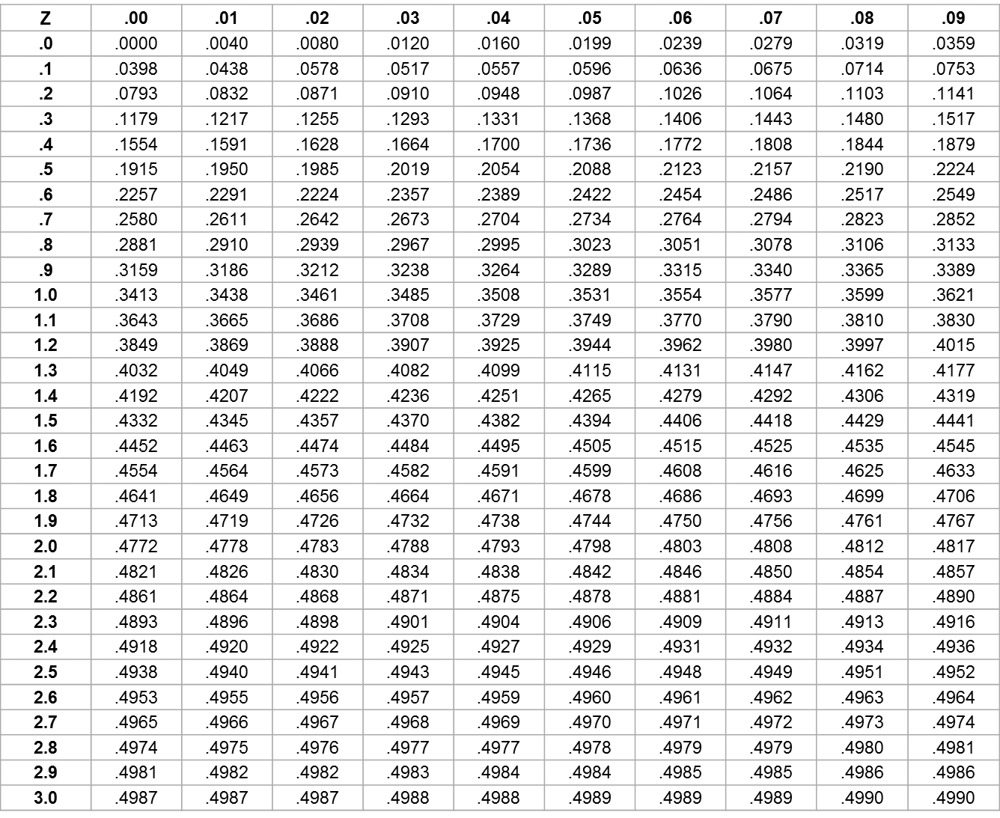 Z .00 .01 .02 .03 .04 .05 .06 .07 .08 .09
.0 .0000 .0040 .0080 .0120 .0160 .0199 .0239 .0279 .0319 .0359
.1 .0398 .0438 .0578 .0517 .0557 .0596 .0636 .0675 .0714 .0753
.2 .0793 .0832 .0871 .0910 .0948 .0987 .1026 .1064 .1103 .1141
.3 .1179 .1217 .1255 .1293 .1331 .1368 .1406 .1443 .1480 .1517
.4 .1554 .1591 .1628 .1664 .1700 .1736 .1772 .1808 .1844 .1879
.5 .1915 .1950 .1985 .2019 .2054 .2088 .2123 .2157 .2190 .2224
.6 .2257 .2291 .2224 .2357 .2389 .2422 .2454 .2486 .2517 .2549
.7 .2580 .2611 .2642 .2673 .2704 .2734 .2764 .2794 .2823 .2852
.8 .2881 .2910 .2939 .2967 .2995 .3023 .3051 .3078 .3106 .3133
.9 .3159 .3186 .3212 .3238 .3264 .3289 .3315 .3340 .3365 .3389
1.0 .3413 .3438 .3461 .3485 .3508 .3531 .3554 .3577 .3599 .3621
1.1 .3643 .3665 .3686 .3708 .3729 .3749 .3770 .3790 .3810 .3830
1.2 .3849 .3869 .3888 .3907 .3925 .3944 .3962 .3980 .3997 .4015
1.3 .4032 .4049 .4066 .4082 .4099 .4115 .4131 .4147 .4162 .4177
1.4 .4192 .4207 .4222 .4236 .4251 .4265 .4279 .4292 .4306 .4319
1.5 .4332 .4345 .4357 .4370 .4382 .4394 .4406 .4418 .4429 .4441
1.6 .4452 .4463 .4474 .4484 .4495 .4505 .4515 .4525 .4535 .4545
1.7 .4554 .4564 .4573 .4582 .4591 .4599 .4608 .4616 .4625 .4633
1.8 .4641 .4649 .4656 .4664 .4671 .4678 .4686 .4693 .4699 .4706
1.9 .4713 .4719 .4726 .4732 .4738 .4744 .4750 .4756 .4761 .4767
2.0 .4772 .4778 .4783 .4788 .4793 .4798 .4803 .4808 .4812 .4817
2.1 .4821 .4826 .4830 .4834 .4838 .4842 .4846 .4850 .4854 .4857
2.2 .4861 .4864 .4868 .4871 .4875 .4878 .4881 .4884 .4887 .4890
2.3 .4893 .4896 .4898 .4901 .4904 .4906 .4909 .4911 .4913 .4916
2.4 .4918 .4920 .4922 .4925 .4927 .4929 .4931 .4932 .4934 .4936
2.5 .4938 .4940 .4941 .4943 .4945 .4946 .4948 .4949 .4951 .4952
2.6 .4953 .4955 .4956 .4957 .4959 .4960 .4961 .4962 .4963 .4964
2.7 .4965 .4966 .4967 .4968 .4969 .4970 .4971 .4972 .4973 .4974
2.8 .4974 .4975 .4976 .4977 .4977 .4978 .4979 .4979 .4980 .4981
2.9 .4981 .4982 .4982 .4983 .4984 .4984 .4985 .4985 .4986 .4986
3.0 .4987 .4987 .4987 .4988 .4988 .4989 .4989 .4989 .4990 .4990